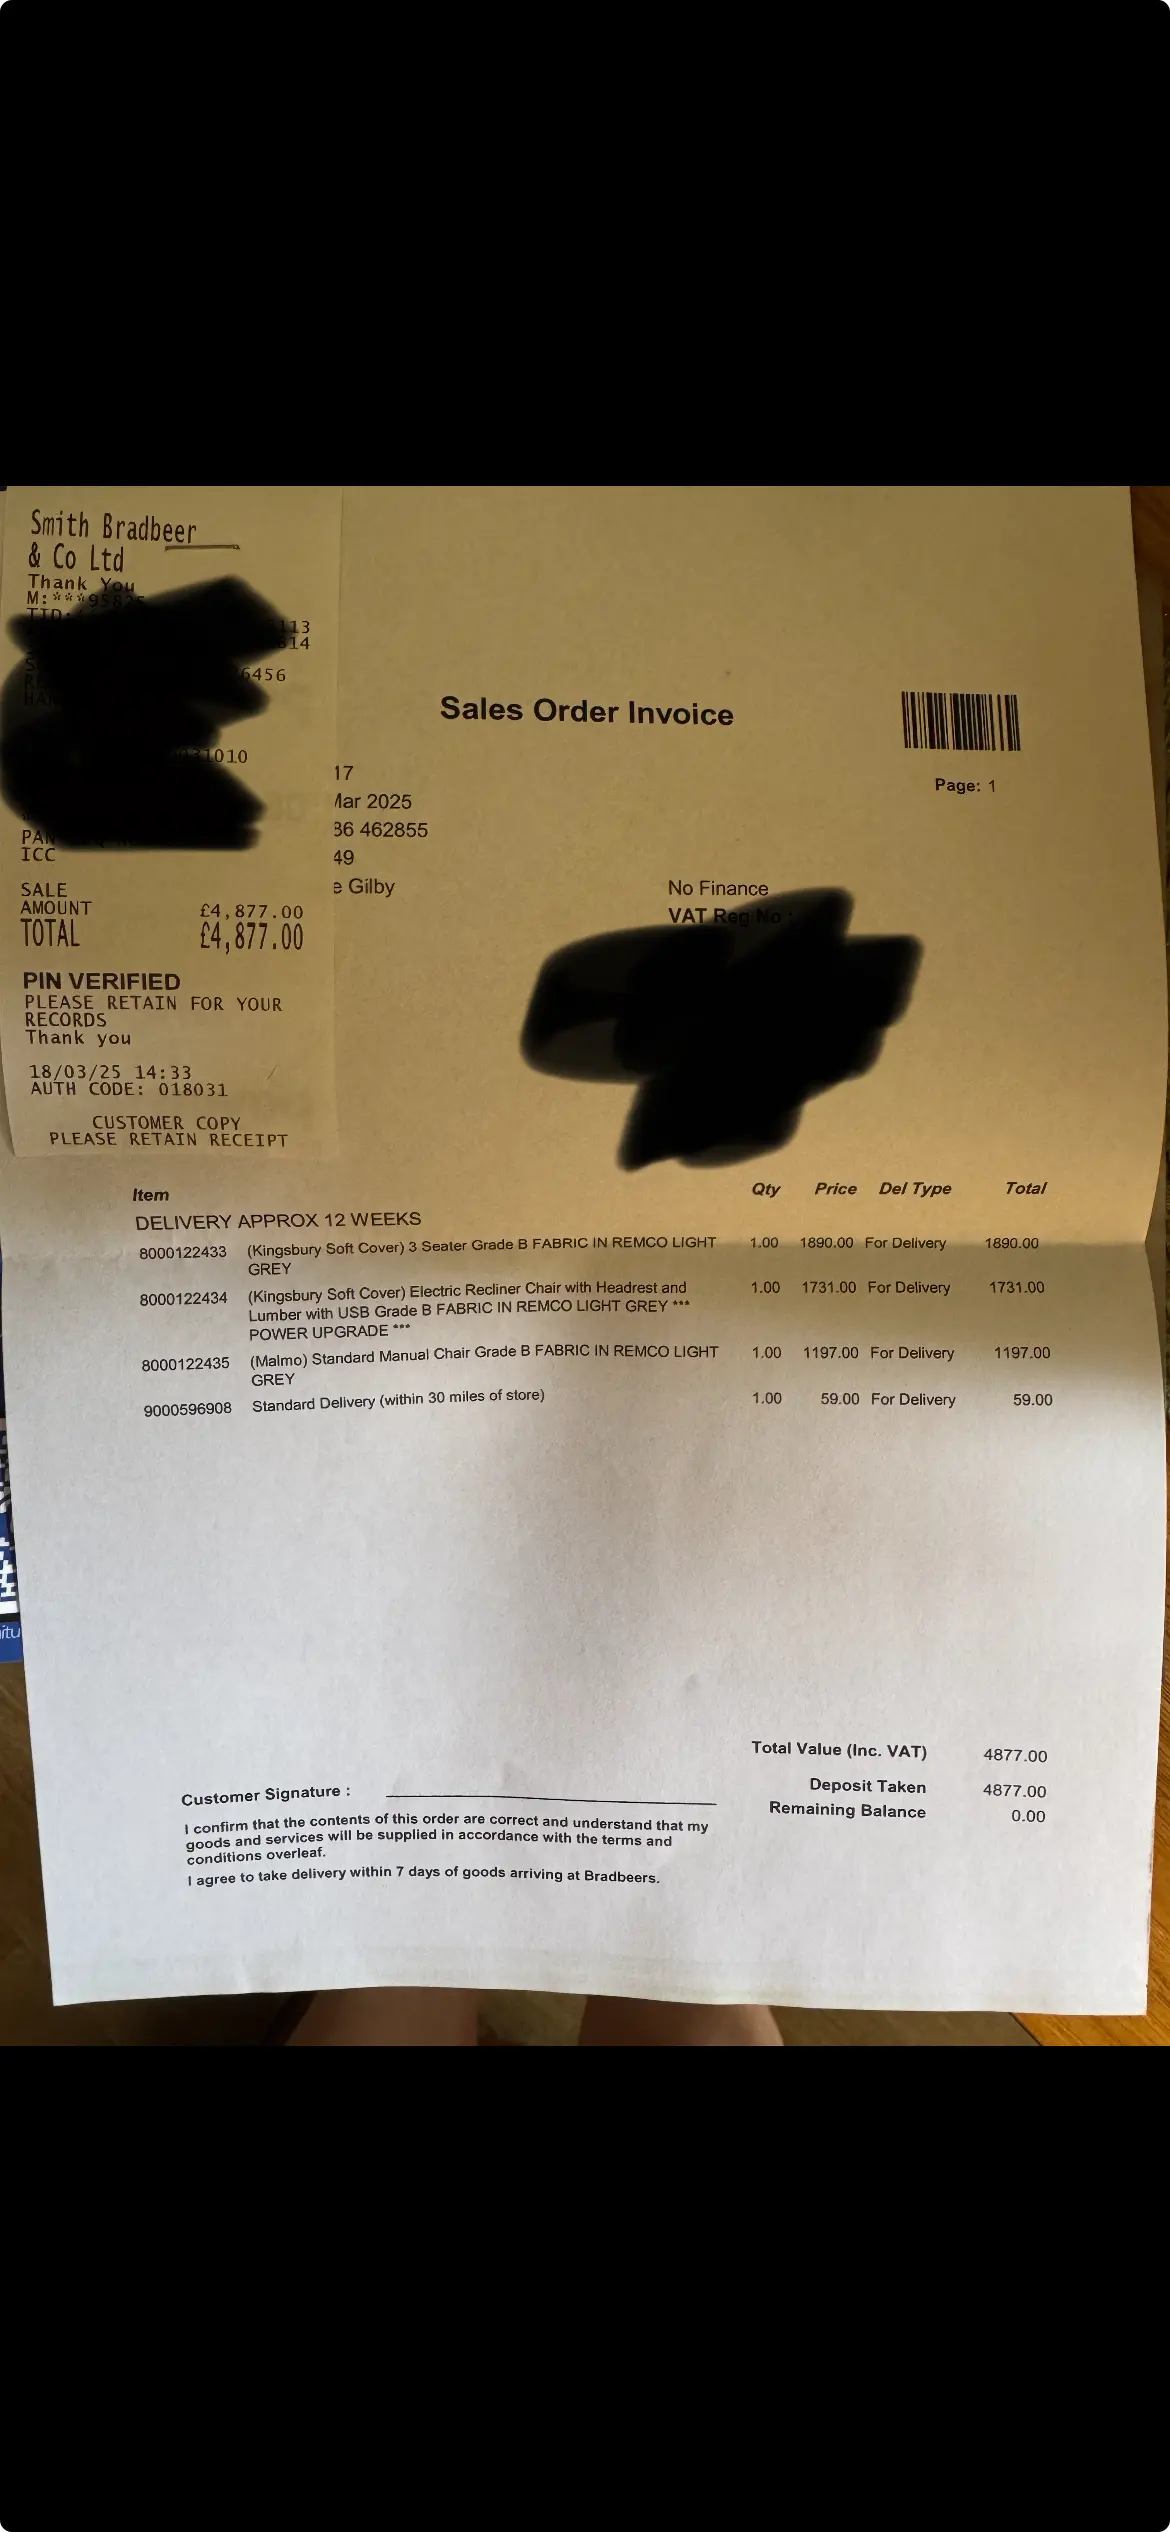 Smith Bradbeer
& Co Ltd
Thank You
M:***95825
TID:
113
814
6456
31010
PAN
ICC
SALE
AMOUNT £4,877.00
TOTAL £4,877.00
PIN VERIFIED
PLEASE RETAIN FOR YOUR
RECORDS
Thank you
18/03/25 14:33
AUTH CODE: 018031
CUSTOMER COPY
PLEASE RETAIN RECEIPT
Sales Order Invoice
Page: 1
17
Mar 2025
36 462855
49
e Gilby
No Finance
VAT Reg No :
Item Qty Price Del Type Total
DELIVERY APPROX 12 WEEKS
8000122433 (Kingsbury Soft Cover) 3 Seater Grade B FABRIC IN REMCO LIGHT 1.00 1890.00 For Delivery 1890.00
GREY
8000122434 (Kingsbury Soft Cover) Electric Recliner Chair with Headrest and 1.00 1731.00 For Delivery 1731.00
Lumber with USB Grade B FABRIC IN REMCO LIGHT GREY ***
POWER UPGRADE ***
8000122435 (Malmo) Standard Manual Chair Grade B FABRIC IN REMCO LIGHT 1.00 1197.00 For Delivery 1197.00
GREY
9000596908 Standard Delivery (within 30 miles of store) 1.00 59.00 For Delivery 59.00
Total Value (Inc. VAT) 4877.00
Deposit Taken 4877.00
Remaining Balance 0.00
Customer Signature :
I confirm that the contents of this order are correct and understand that my
goods and services will be supplied in accordance with the terms and
conditions overleaf.
I agree to take delivery within 7 days of goods arriving at Bradbeers.
itu